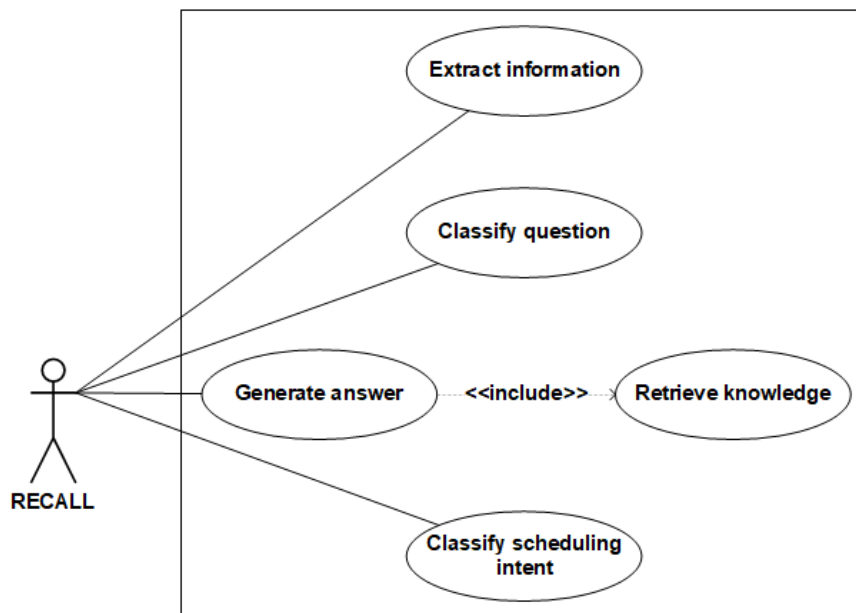 Extract information
Classify question
Generate answer
<<include>>
Retrieve knowledge
RECALL
Classify scheduling
intent